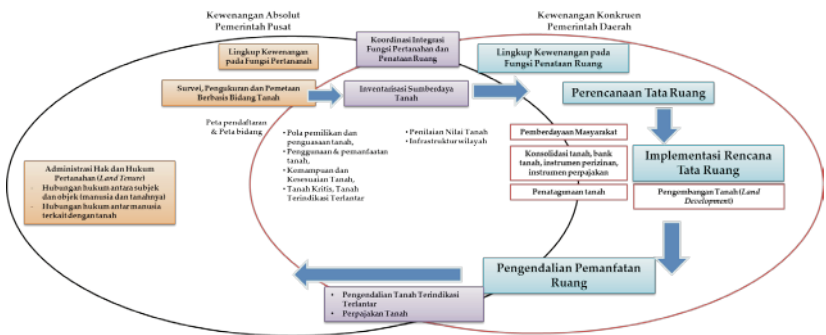 Kewenangan Absolut
Pemerintah Pusat
Kewenangan Konkruen
Pemerintah Daerah
Koordinasi Integrasi
Fungsi Pertanahan dan
Penataan Ruang
Lingkup Kewenangan
pada Fungsi Pertananah
Lingkup Kewenangan pada
Fungsi Penataan Ruang
Survei, Pengukuran dan Pemetaan
Berbasis Bidang Tanah
Inventarisasi Sumberdaya
Tanah
Perencanaan Tata Ruang
Peta pendaftaran
& Peta bidang
• Pola pemilikan dan
penguasaan tanah,
• Penggunaan & pemanfaatan
tanah,
• Kemampuan dan
Kesesuaian Tanah,
• Tanah Kritis, Tanah
Terindikasi Terlantar
• Penilaian Nilai Tanah
• Infrastruktur wilayah
Pemberdayaan Masyarakat
Konsolidasi tanah, bank
tanah, instrumen perizinan,
instrumen perpajakan
Penatagunaan tanah
Implementasi Rencana
Tata Ruang
Pengembangan Tanah (Land
Development)
Administrasi Hak dan Hukum
Pertanahan (Land Tenure)
- Hubungan hukum antara subjek
dan objek (manusia dan tanahnya)
- Hubungan hukum antar manusia
terkait dengan tanah
Pengendalian Pemanfatan
Ruang
• Pengendalian Tanah Terindikasi
Terlantar
• Perpajakan Tanah